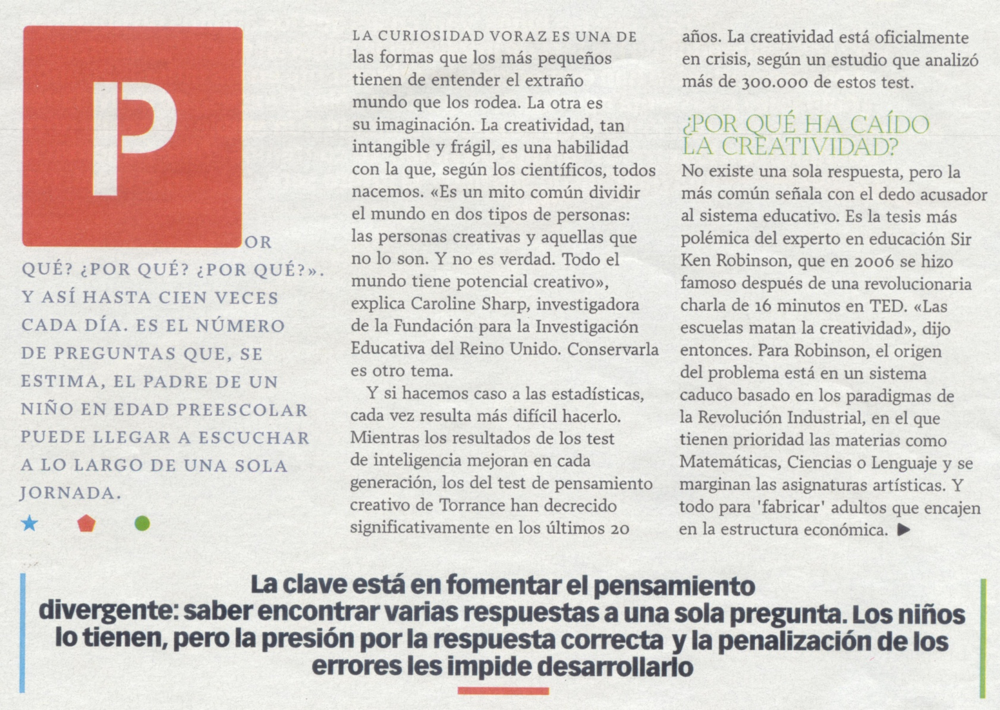 P
OR
QUÉ? ¿POR QUÉ? ¿POR QUÉ?».
Y ASÍ HASTA CIEN VECES
CADA DÍA. ES EL NÚMERO
DE PREGUNTAS QUE, SE
ESTIMA, EL PADRE DE UN
NIÑO EN EDAD PREESCOLAR
PUEDE LLEGAR A ESCUCHAR
A LO LARGO DE UNA SOLA
JORNADA.
LA CURIOSIDAD VORAZ ES UNA DE
las formas que los más pequeños
tienen de entender el extraño
mundo que los rodea. La otra es
su imaginación. La creatividad, tan
intangible y frágil, es una habilidad
con la que, según los científicos, todos
nacemos. «Es un mito común dividir
el mundo en dos tipos de personas:
las personas creativas y aquellas que
no lo son. Y no es verdad. Todo el
mundo tiene potencial creativo»,
explica Caroline Sharp, investigadora
de la Fundación para la Investigación
Educativa del Reino Unido. Conservarla
es otro tema.
Y si hacemos caso a las estadísticas,
cada vez resulta más difícil hacerlo.
Mientras los resultados de los test
de inteligencia mejoran en cada
generación, los del test de pensamiento
creativo de Torrance han decrecido
significativamente en los últimos 20
años. La creatividad está oficialmente
en crisis, según un estudio que analizó
más de 300.000 de estos test.
¿POR QUÉ HA CAÍDO
LA CREATIVIDAD?
No existe una sola respuesta, pero la
más común señala con el dedo acusador
al sistema educativo. Es la tesis más
polémica del experto en educación Sir
Ken Robinson, que en 2006 se hizo
famoso después de una revolucionaria
charla de 16 minutos en TED. «Las
escuelas matan la creatividad», dijo
entonces. Para Robinson, el origen
del problema está en un sistema
caduco basado en los paradigmas de
la Revolución Industrial, en el que
tienen prioridad las materias como
Matemáticas, Ciencias o Lenguaje y se
marginan las asignaturas artísticas. Y
todo para 'fabricar' adultos que encajen
en la estructura económica. ▶
La clave está en fomentar el pensamiento
divergente: saber encontrar varias respuestas a una sola pregunta. Los niños
lo tienen, pero la presión por la respuesta correcta y la penalización de los
errores les impide desarrollarlo